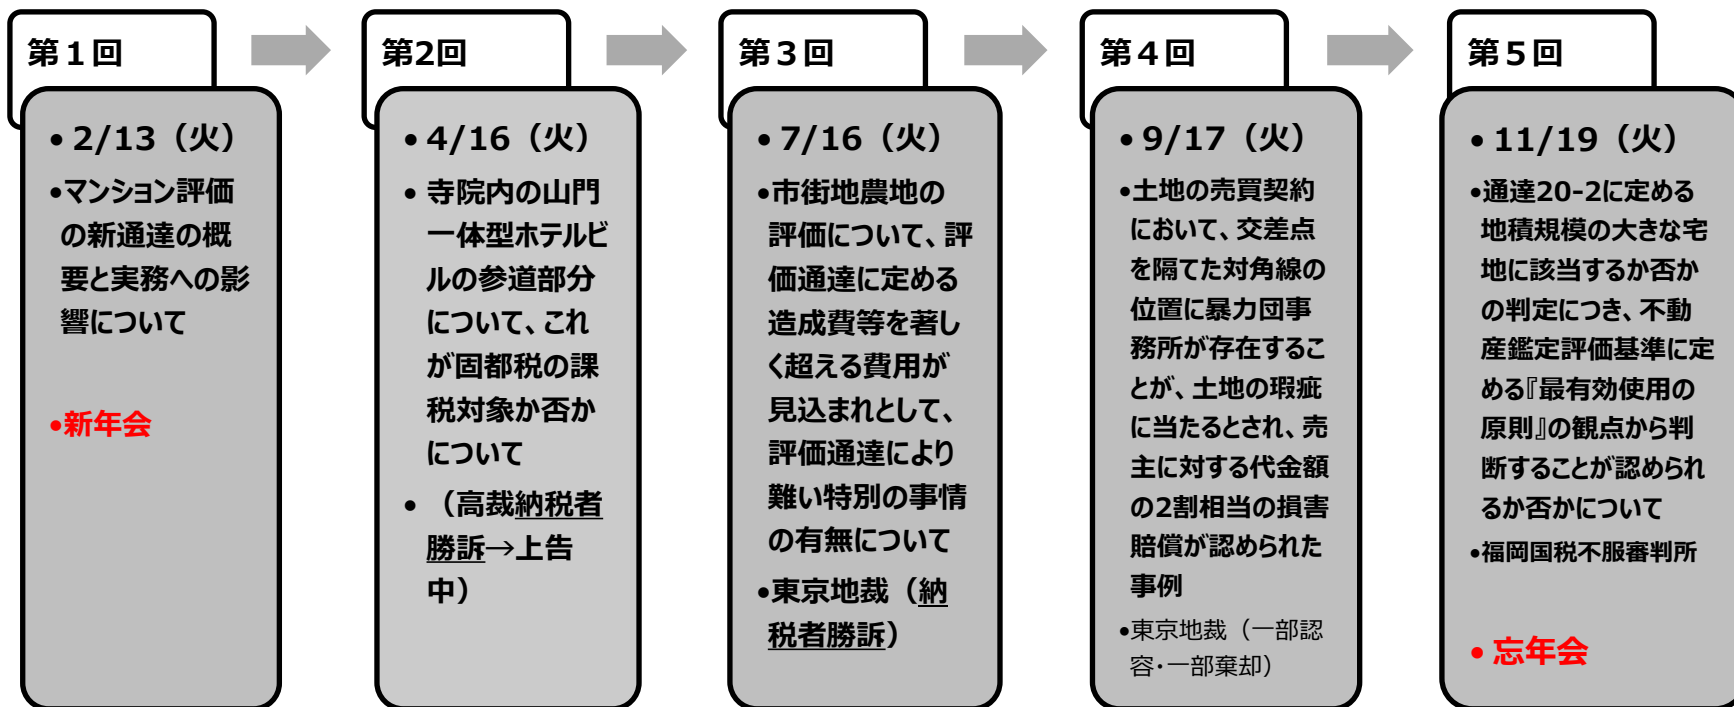 第１回
• 2/13（火）
•マンション評価
の新通達の概
要と実務への影
響について
•新年会
第2回
• 4/16（火）
• 寺院内の山門
一体型ホテルビ
ルの参道部分
について、これ
が固都税の課
税対象か否か
について
• （高裁納税者
勝訴→上告
中）
第３回
• 7/16（火）
•市街地農地の
評価について、評
価通達に定める
造成費等を著し
く超える費用が
見込まれとして、
評価通達により
難い特別の事情
の有無について
•東京地裁（納
税者勝訴）
第４回
• 9/17（火）
•土地の売買契約
において、交差点
を隔てた対角線の
位置に暴力団事
務所が存在するこ
とが、土地の瑕疵
に当たるとされ、売
主に対する代金額
の2割相当の損害
賠償が認められた
事例
•東京地裁（一部認
容・一部棄却）
第５回
• 11/19（火）
•通達20-2に定める
地積規模の大きな宅
地に該当するか否か
の判定につき、不動
産鑑定評価基準に定
める『最有効使用の
原則』の観点から判
断することが認められ
るか否かについて
•福岡国税不服審判所
• 忘年会